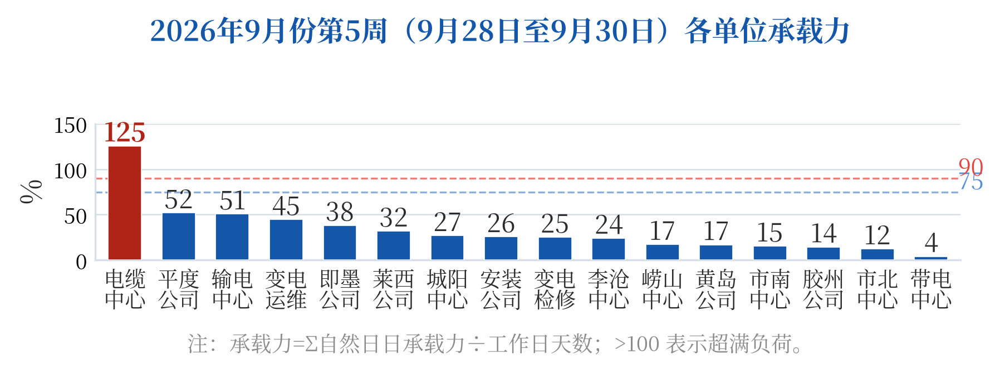 2026年9月份第5周（9月28日至9月30日）各单位承载力
%
150
100
50
0
90
75
125
52
51
45
38
32
27
26
25
24
17
17
15
14
12
4
电缆
中心
平度
公司
输电
中心
变电
运维
即墨
公司
莱西
公司
城阳
中心
安装
公司
变电
检修
李沧
中心
崂山
中心
黄岛
公司
市南
中心
胶州
公司
市北
中心
带电
中心
注：承载力=Σ自然日日承载力÷工作日天数；>100 表示超满负荷。